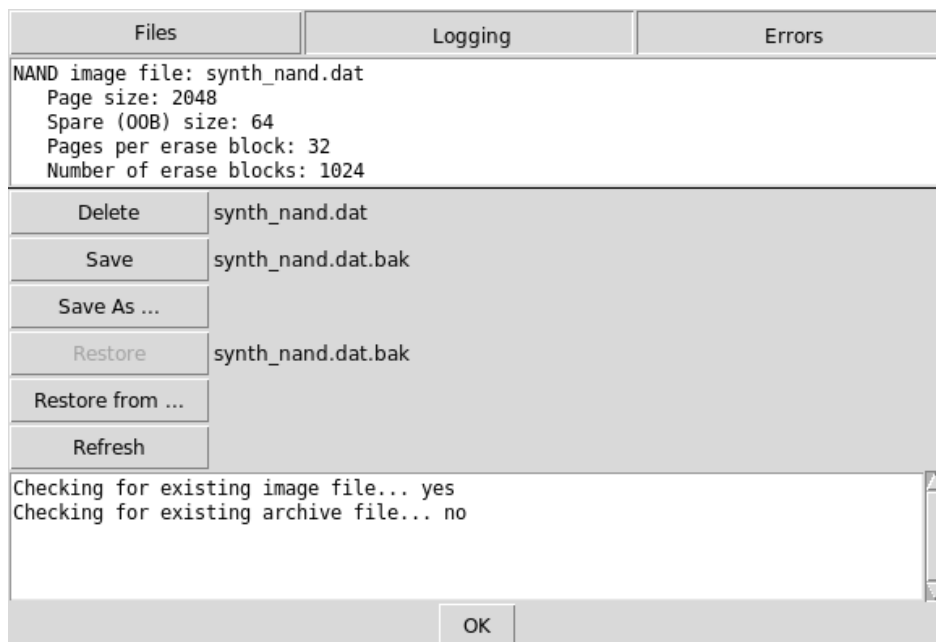 Files Logging Errors
NAND image file: synth_nand.dat
Page size: 2048
Spare (OOB) size: 64
Pages per erase block: 32
Number of erase blocks: 1024
Delete synth_nand.dat
Save synth_nand.dat.bak
Save As ...
Restore synth_nand.dat.bak
Restore from ...
Refresh
Checking for existing image file... yes
Checking for existing archive file... no
OK